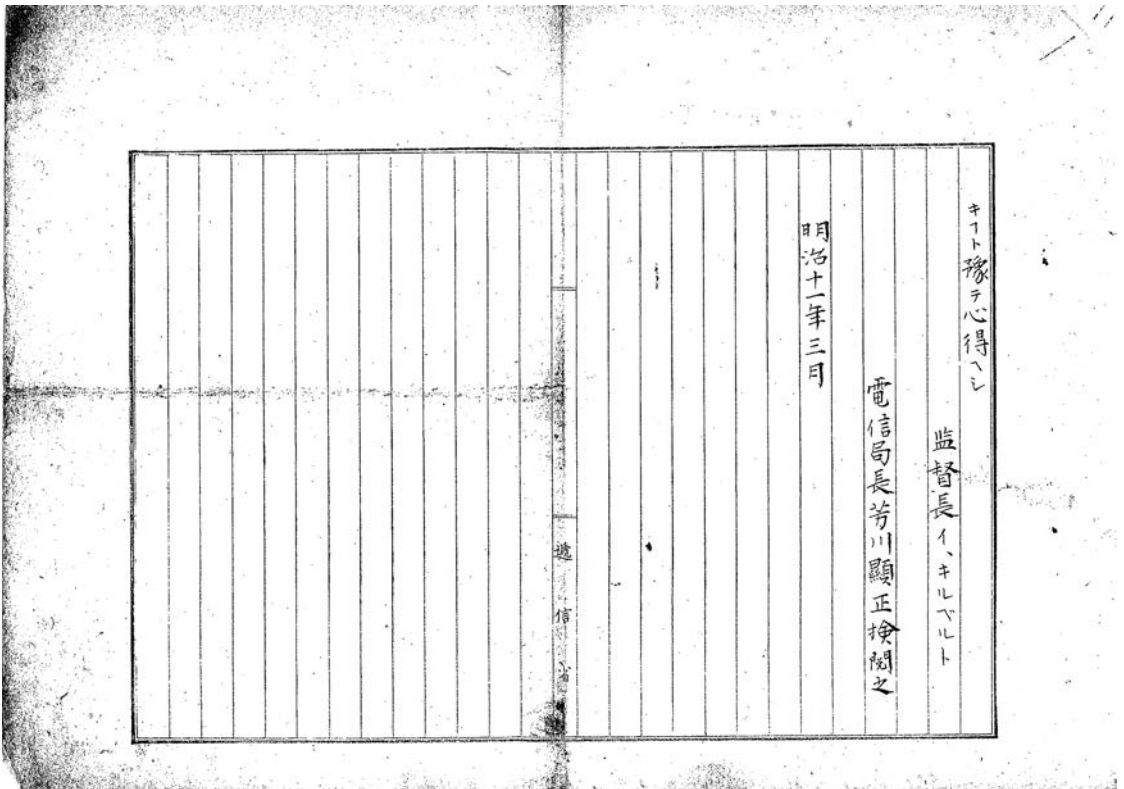 キヿト豫テ心得ヘシ
監督長イ、キルベルト
電信局長芳川顯正検閲之
明治十一年三月
遞信省